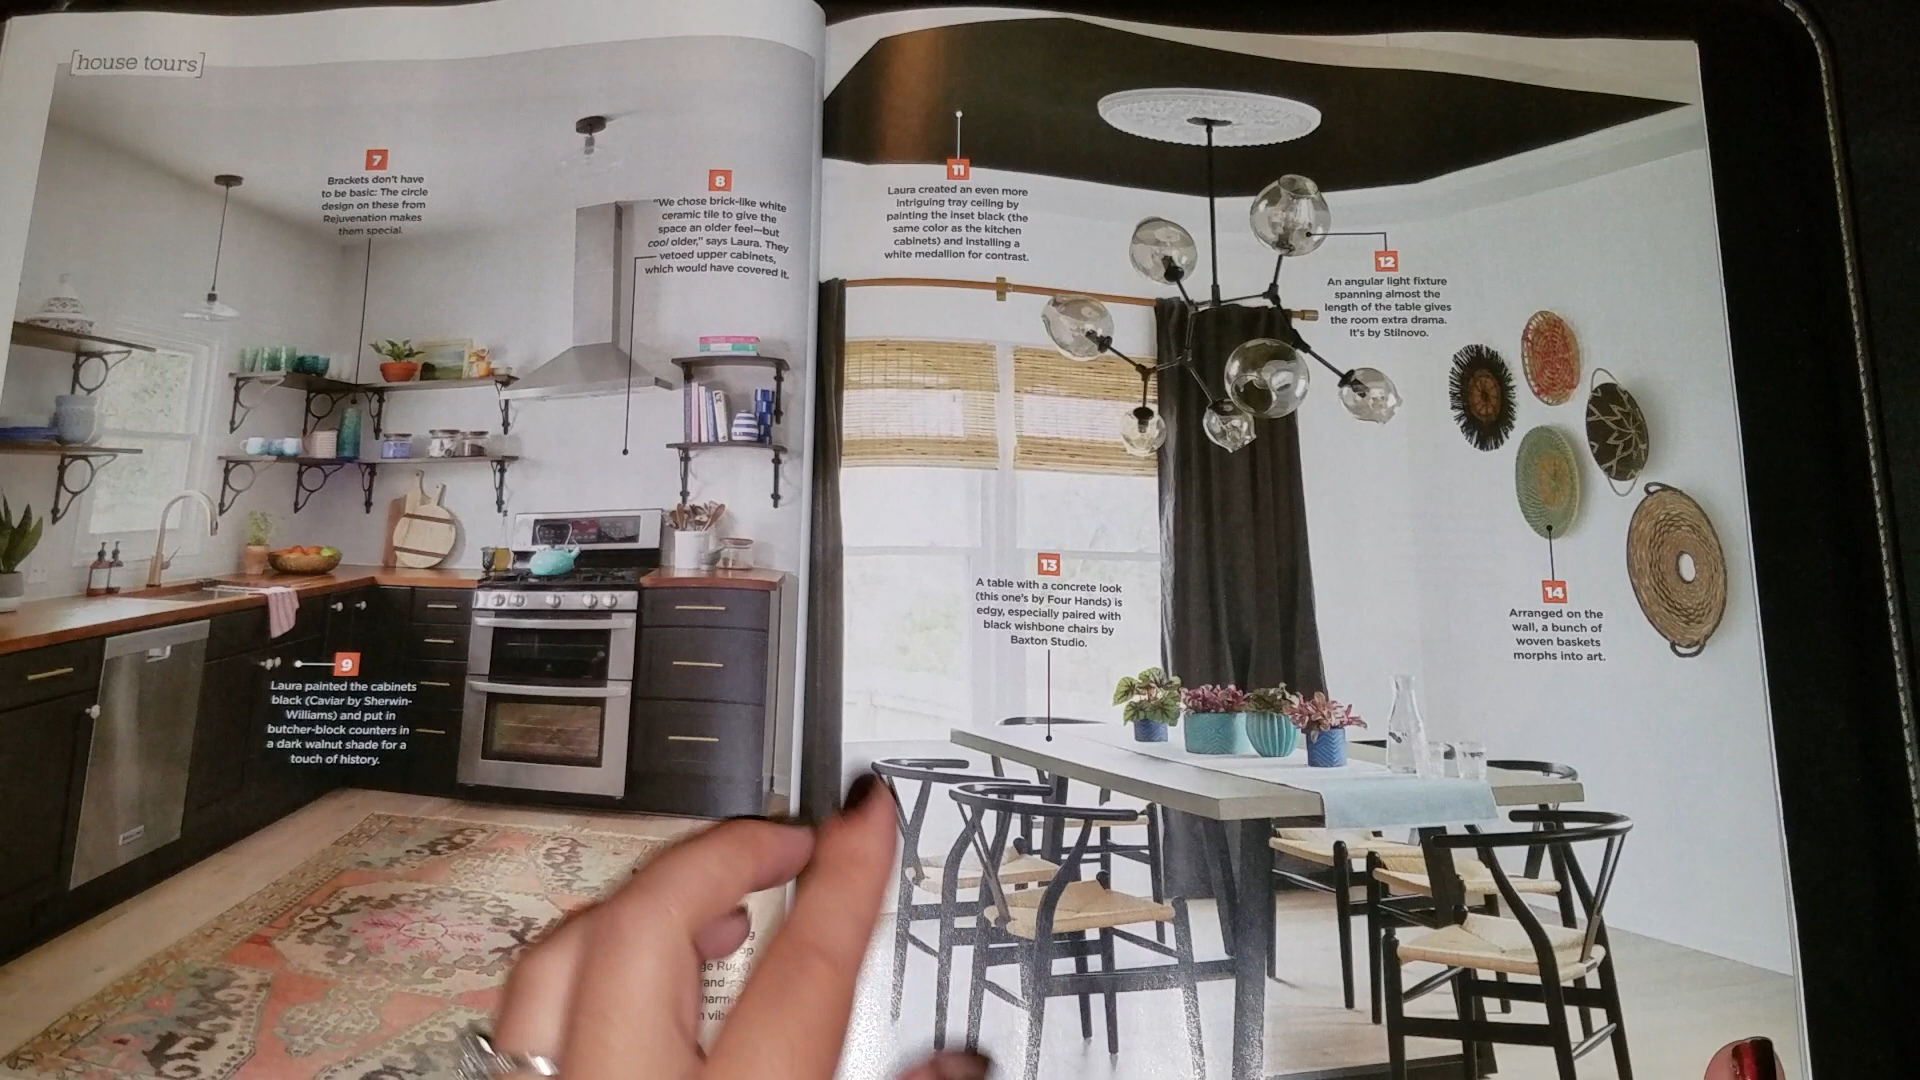 [house tours]
7
Brackets don't have
to be basic: The circle
design on these from
Rejuvenation makes
them special.
8
"We chose brick-like white
ceramic tile to give the
space an older feel—but
cool older," says Laura. They
vetoed upper cabinets,
which would have covered it.
9
Laura painted the cabinets
black (Caviar by Sherwin-
Williams) and put in
butcher-block counters in
a dark walnut shade for a
touch of history.
11
Laura created an even more
intriguing tray ceiling by
painting the inset black (the
same color as the kitchen
cabinets) and installing a
white medallion for contrast.
12
An angular light fixture
spanning almost the
length of the table gives
the room extra drama.
It's by Stilnovo.
13
A table with a concrete look
(this one's by Four Hands) is
edgy, especially paired with
black wishbone chairs by
Baxton Studio.
14
Arranged on the
wall, a bunch of
woven baskets
morphs into art.